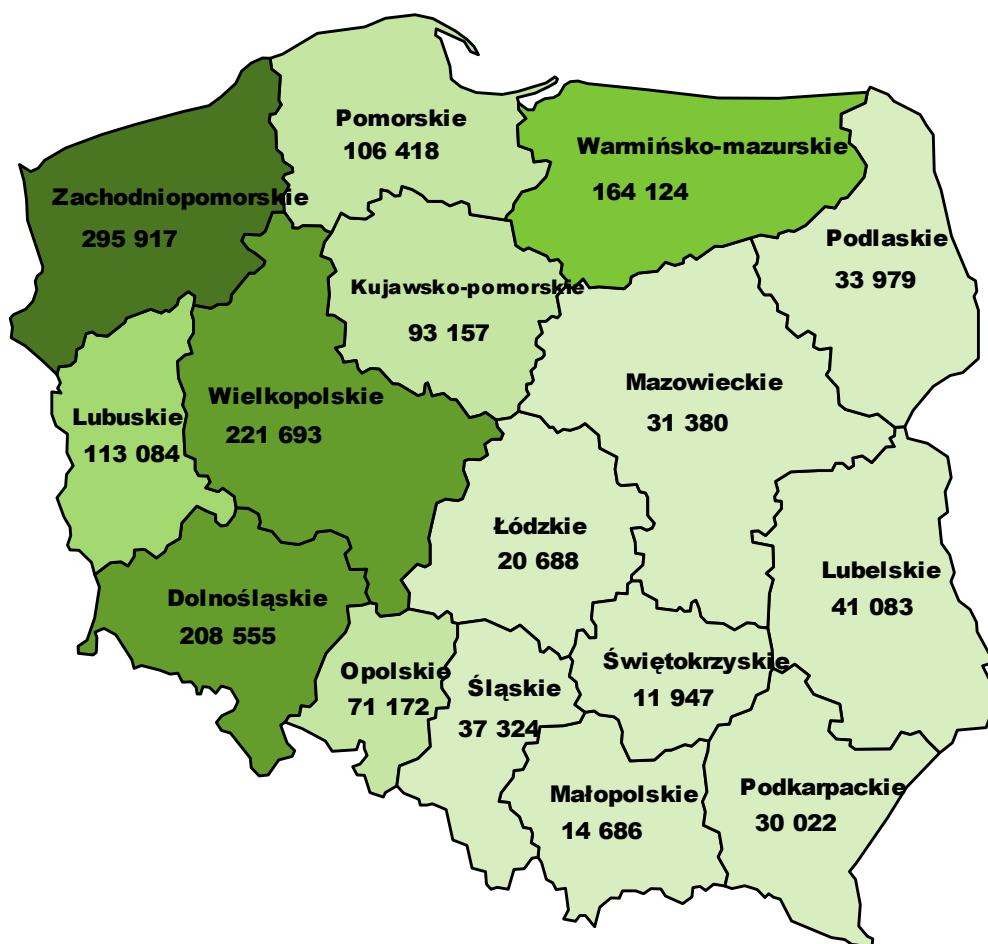 Pomorskie
106 418
Warmińsko-mazurskie
164 124
Zachodniopomorskie
295 917
Podlaskie
33 979
Kujawsko-pomorskie
93 157
Mazowieckie
31 380
Wielkopolskie
221 693
Lubuskie
113 084
Łódzkie
20 688
Lubelskie
41 083
Dolnośląskie
208 555
Opolskie
71 172
Śląskie
37 324
Świętokrzyskie
11 947
Małopolskie
14 686
Podkarpackie
30 022